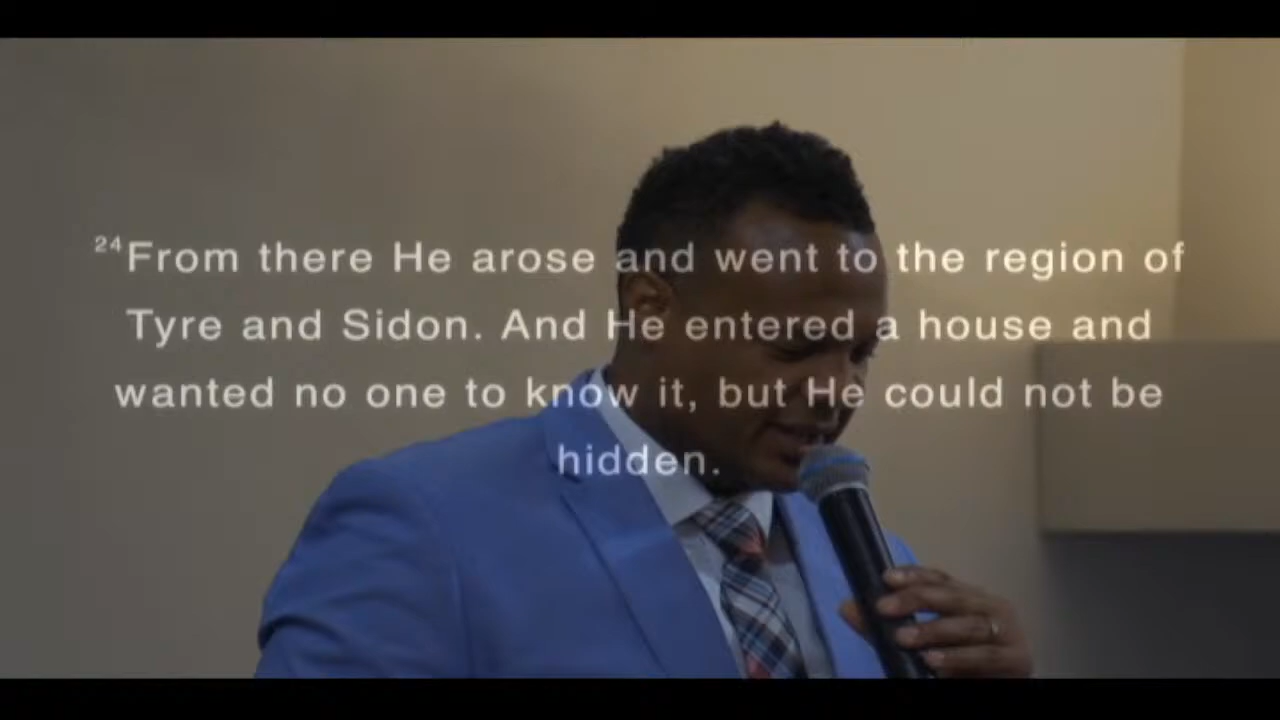 ²⁴From there He arose and went to the region of
Tyre and Sidon. And He entered a house and
wanted no one to know it, but He could not be
hidden.